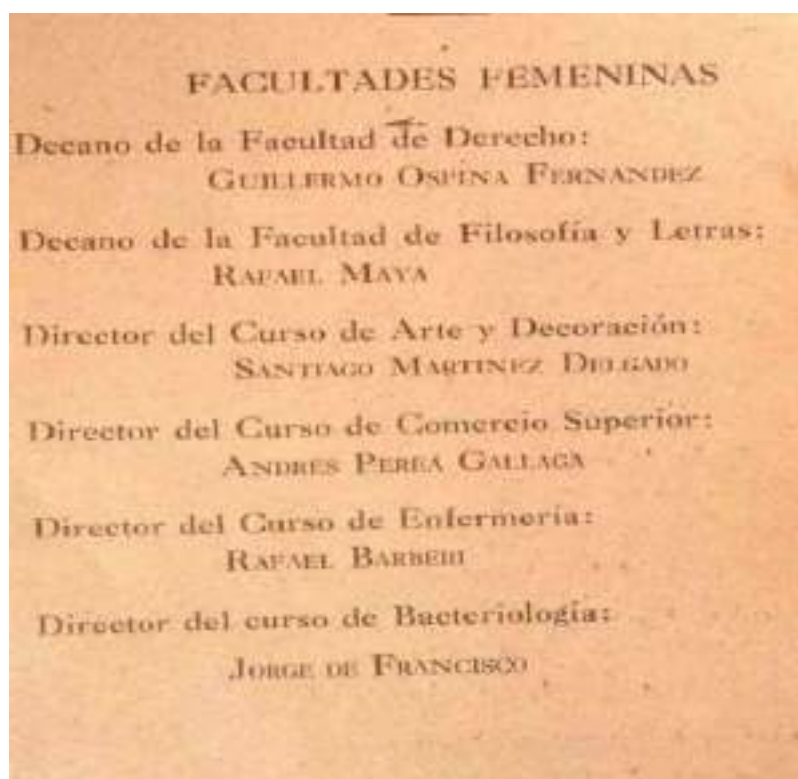 FACULTADES FEMENINAS
Decano de la Facultad de Derecho:
GUILLERMO OSPINA FERNANDEZ
Decano de la Facultad de Filosofía y Letras:
RAFAEL MAYA
Director del Curso de Arte y Decoración:
SANTIAGO MARTINEZ DELGADO
Director del Curso de Comercio Superior:
ANDRES PEREA GALLAGA
Director del Curso de Enfermería:
RAFAEL BARBERI
Director del curso de Bacteriología:
JORGE DE FRANCISCO